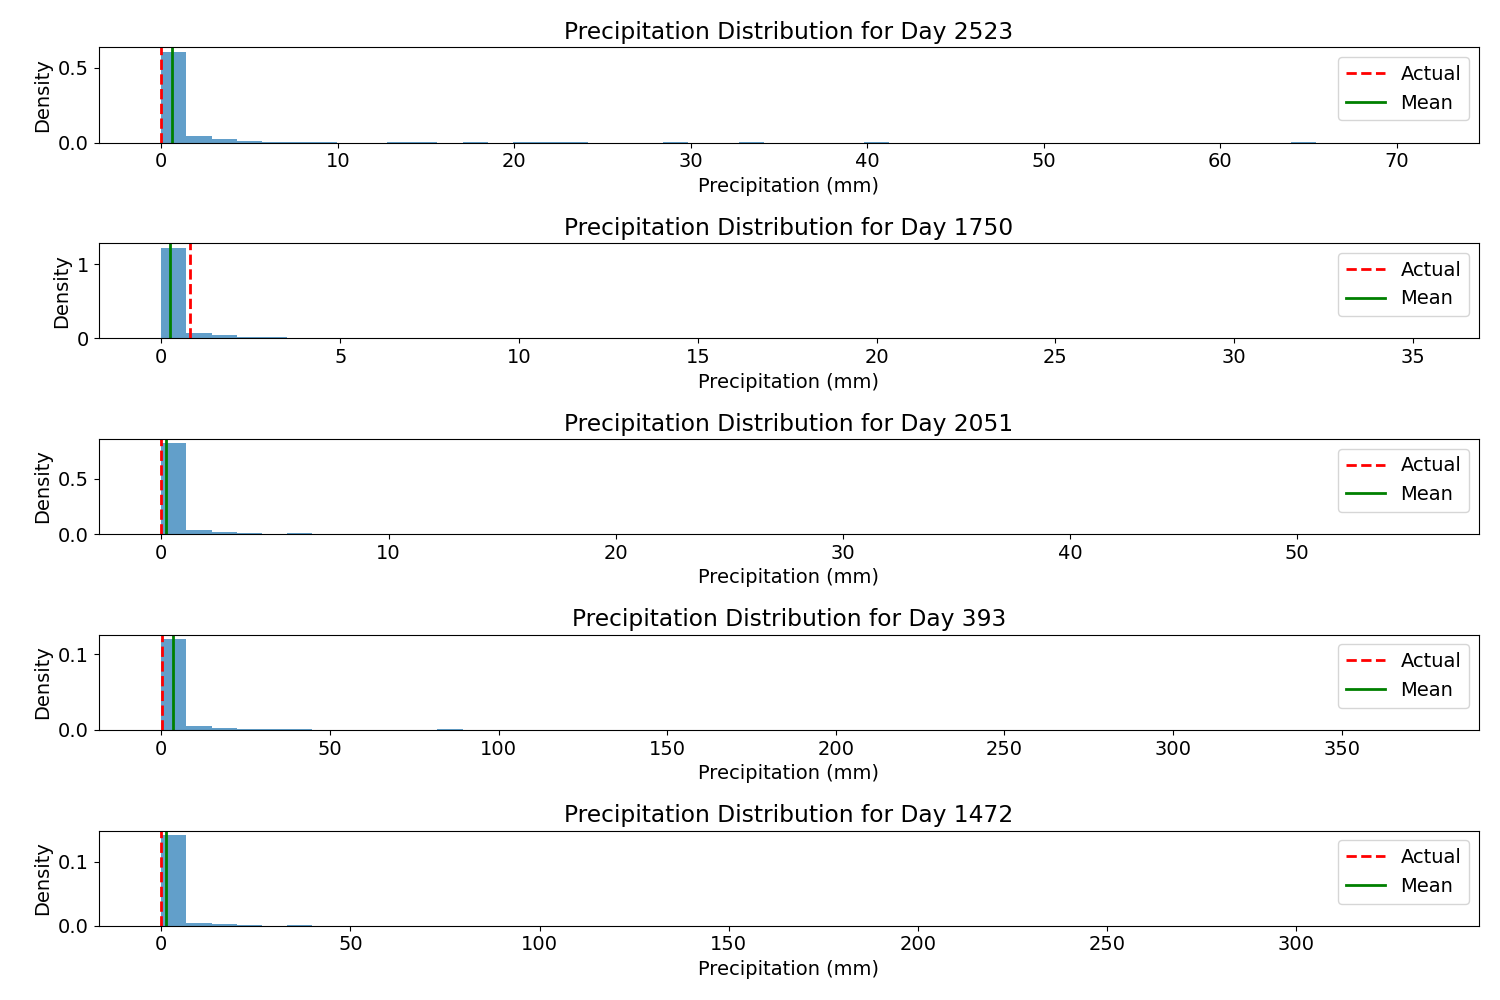 Precipitation Distribution for Day 2523
Density
0.5
0.0
Actual
Mean
0 10 20 30 40 50 60 70
Precipitation (mm)
Precipitation Distribution for Day 1750
Density
1
0
Actual
Mean
0 5 10 15 20 25 30 35
Precipitation (mm)
Precipitation Distribution for Day 2051
Density
0.5
0.0
Actual
Mean
0 10 20 30 40 50
Precipitation (mm)
Precipitation Distribution for Day 393
Density
0.1
0.0
Actual
Mean
0 50 100 150 200 250 300 350
Precipitation (mm)
Precipitation Distribution for Day 1472
Density
0.1
0.0
Actual
Mean
0 50 100 150 200 250 300
Precipitation (mm)